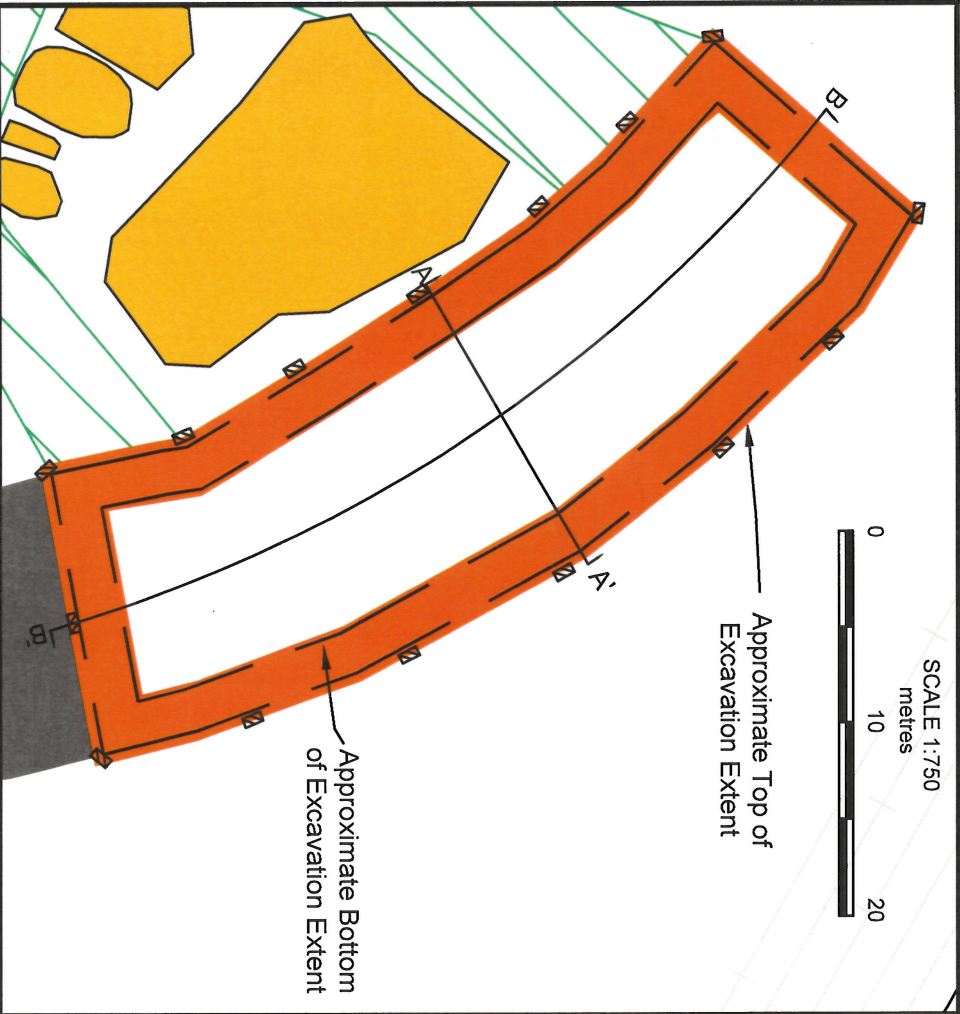 SCALE 1:750
metres
0 10 20
Approximate Top of
Excavation Extent
Approximate Bottom
of Excavation Extent
B'
A'
A'
B'